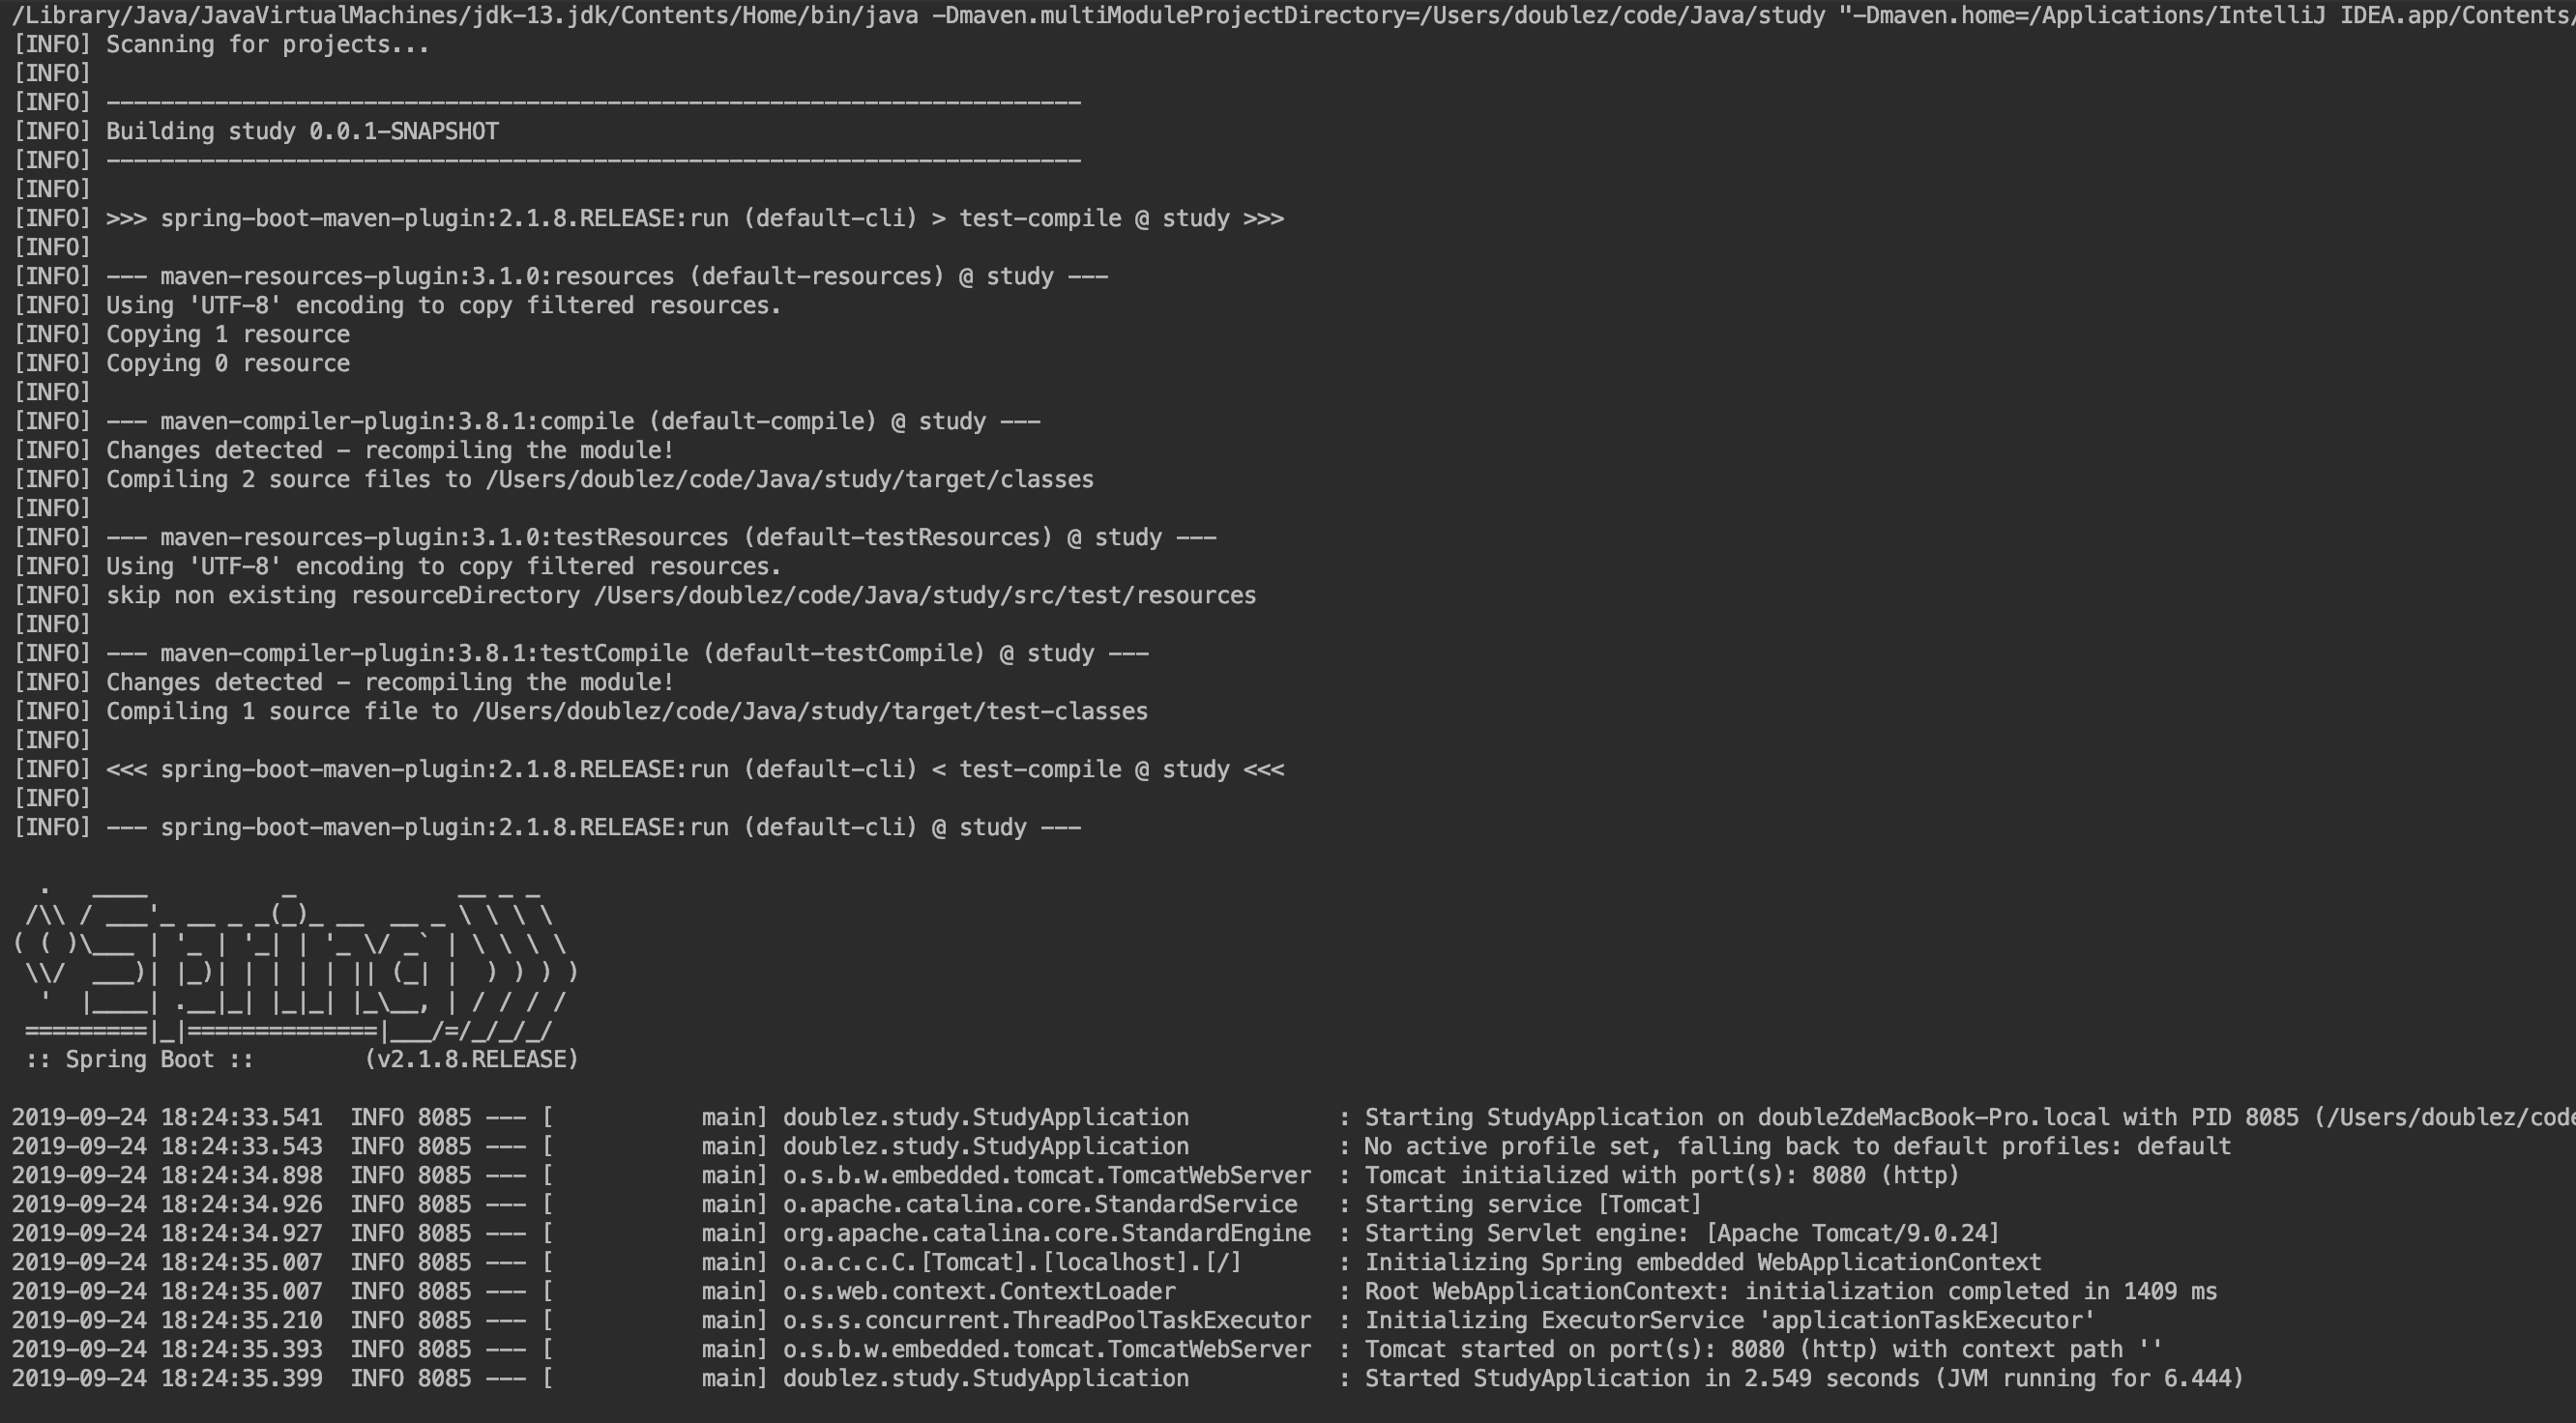 /Library/Java/JavaVirtualMachines/jdk-13.jdk/Contents/Home/bin/java -Dmaven.multiModuleProjectDirectory=/Users/doublez/code/Java/study "-Dmaven.home=/Applications/IntelliJ IDEA.app/Contents/
[INFO] Scanning for projects...
[INFO]
[INFO] ------------------------------------------------------------------------
[INFO] Building study 0.0.1-SNAPSHOT
[INFO] ------------------------------------------------------------------------
[INFO]
[INFO] >>> spring-boot-maven-plugin:2.1.8.RELEASE:run (default-cli) > test-compile @ study >>>
[INFO]
[INFO] --- maven-resources-plugin:3.1.0:resources (default-resources) @ study ---
[INFO] Using 'UTF-8' encoding to copy filtered resources.
[INFO] Copying 1 resource
[INFO] Copying 0 resource
[INFO]
[INFO] --- maven-compiler-plugin:3.8.1:compile (default-compile) @ study ---
[INFO] Changes detected - recompiling the module!
[INFO] Compiling 2 source files to /Users/doublez/code/Java/study/target/classes
[INFO]
[INFO] --- maven-resources-plugin:3.1.0:testResources (default-testResources) @ study ---
[INFO] Using 'UTF-8' encoding to copy filtered resources.
[INFO] skip non existing resourceDirectory /Users/doublez/code/Java/study/src/test/resources
[INFO]
[INFO] --- maven-compiler-plugin:3.8.1:testCompile (default-testCompile) @ study ---
[INFO] Changes detected - recompiling the module!
[INFO] Compiling 1 source file to /Users/doublez/code/Java/study/target/test-classes
[INFO]
[INFO] <<< spring-boot-maven-plugin:2.1.8.RELEASE:run (default-cli) < test-compile @ study <<<
[INFO]
[INFO] --- spring-boot-maven-plugin:2.1.8.RELEASE:run (default-cli) @ study ---
  .   ____          _            __ _ _
 /\\ / ___'_ __ _ _(_)_ __  __ _ \ \ \ \
( ( )\___ | '_ | '_| | '_ \/ _` | \ \ \ \
 \\/  ___)| |_)| | | | | || (_| |  ) ) ) )
  '  |____| .__|_| |_|_| |_\__, | / / / /
 =========|_|==============|___/=/_/_/_/
 :: Spring Boot ::        (v2.1.8.RELEASE)
2019-09-24 18:24:33.541  INFO 8085 --- [           main] doublez.study.StudyApplication           : Starting StudyApplication on doubleZdeMacBook-Pro.local with PID 8085 (/Users/doublez/code
2019-09-24 18:24:33.543  INFO 8085 --- [           main] doublez.study.StudyApplication           : No active profile set, falling back to default profiles: default
2019-09-24 18:24:34.898  INFO 8085 --- [           main] o.s.b.w.embedded.tomcat.TomcatWebServer  : Tomcat initialized with port(s): 8080 (http)
2019-09-24 18:24:34.926  INFO 8085 --- [           main] o.apache.catalina.core.StandardService   : Starting service [Tomcat]
2019-09-24 18:24:34.927  INFO 8085 --- [           main] org.apache.catalina.core.StandardEngine  : Starting Servlet engine: [Apache Tomcat/9.0.24]
2019-09-24 18:24:35.007  INFO 8085 --- [           main] o.a.c.c.C.[Tomcat].[localhost].[/]       : Initializing Spring embedded WebApplicationContext
2019-09-24 18:24:35.007  INFO 8085 --- [           main] o.s.web.context.ContextLoader            : Root WebApplicationContext: initialization completed in 1409 ms
2019-09-24 18:24:35.210  INFO 8085 --- [           main] o.s.s.concurrent.ThreadPoolTaskExecutor  : Initializing ExecutorService 'applicationTaskExecutor'
2019-09-24 18:24:35.393  INFO 8085 --- [           main] o.s.b.w.embedded.tomcat.TomcatWebServer  : Tomcat started on port(s): 8080 (http) with context path ''
2019-09-24 18:24:35.399  INFO 8085 --- [           main] doublez.study.StudyApplication           : Started StudyApplication in 2.549 seconds (JVM running for 6.444)